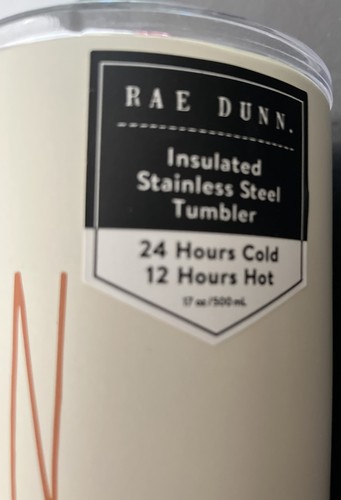 RAE DUNN.
Insulated
Stainless Steel
Tumbler
24 Hours Cold
12 Hours Hot
17 oz/500 mL
N